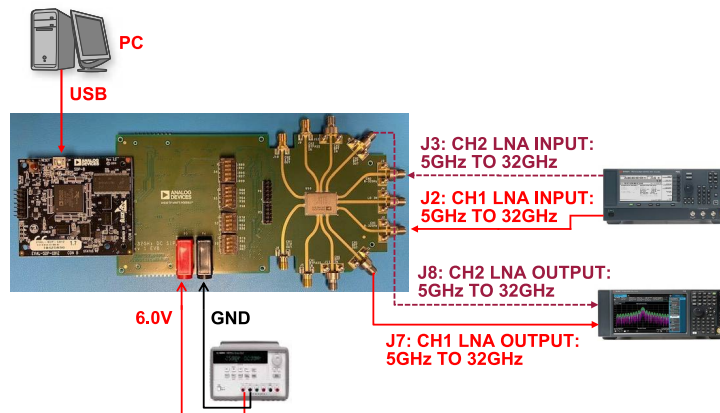 PC
USB
J3: CH2 LNA INPUT:
5GHz TO 32GHz
J2: CH1 LNA INPUT:
5GHz TO 32GHz
ANALOG
DEVICES
J8: CH2 LNA OUTPUT:
5GHz TO 32GHz
6.0V
GND
J7: CH1 LNA OUTPUT:
5GHz TO 32GHz